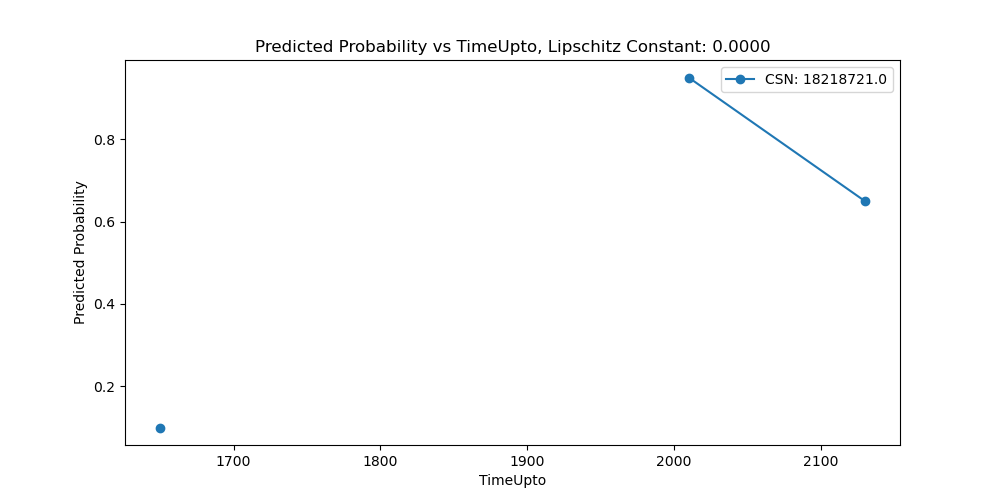 Predicted Probability vs TimeUpto, Lipschitz Constant: 0.0000
CSN: 18218721.0
Predicted Probability
0.8
0.6
0.4
0.2
1700
1800
1900
2000
2100
TimeUpto